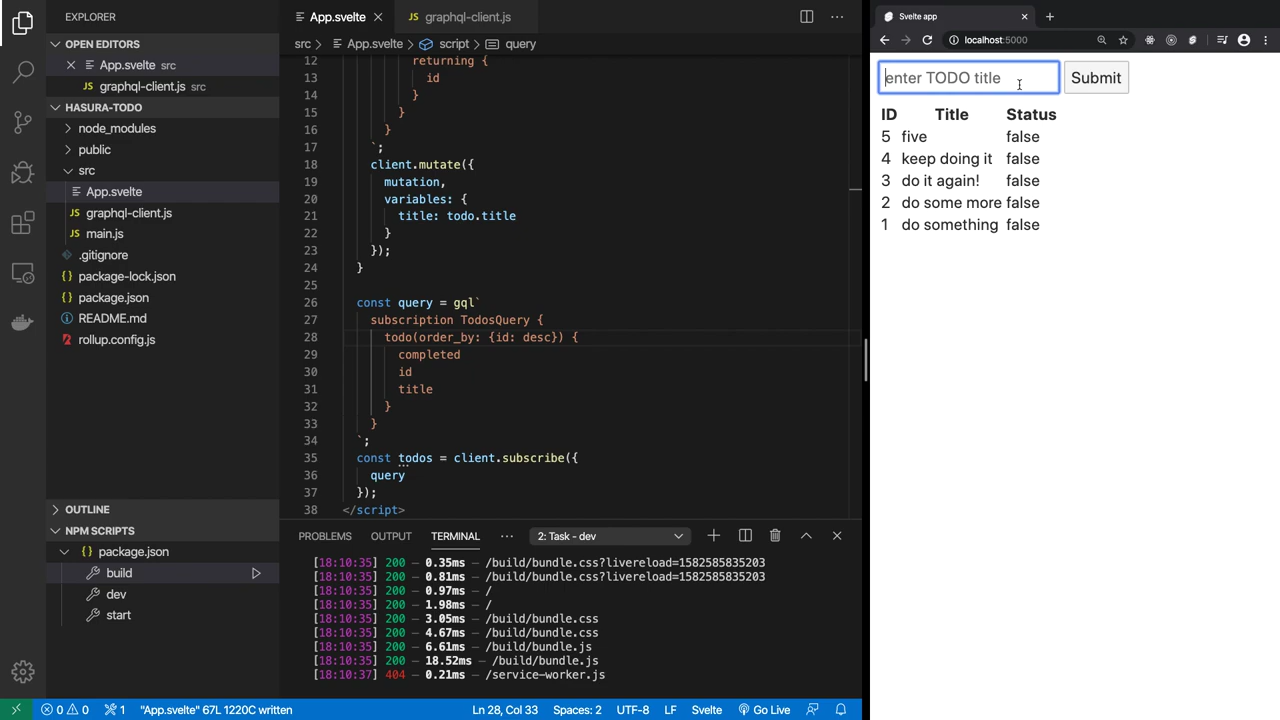 EXPLORER
OPEN EDITORS
App.svelte src
JS graphql-client.js src
HASURA-TODO
node_modules
public
src
App.svelte
JS graphql-client.js
JS main.js
.gitignore
{} package-lock.json
{} package.json
README.md
rollup.config.js
OUTLINE
NPM SCRIPTS
{} package.json
build
dev
start
App.svelte
JS graphql-client.js
src > App.svelte > script > query
12 returning {
13 id
14 }
15 }
16 }
17 `;
18 client.mutate({
19 mutation,
20 variables: {
21 title: todo.title
22 }
23 });
24 }
25
26 const query = gql`
27 subscription TodosQuery {
28 todo(order_by: {id: desc}) {
29 completed
30 id
31 title
32 }
33 }
34 `;
35 const todos = client.subscribe({
36 query
37 });
38 </script>
PROBLEMS OUTPUT TERMINAL ··· 2: Task - dev
[18:10:35] 200 — 0.35ms — /build/bundle.css?livereload=1582585835203
[18:10:35] 200 — 0.81ms — /build/bundle.css?livereload=1582585835203
[18:10:35] 200 — 0.97ms — /
[18:10:35] 200 — 1.98ms — /
[18:10:35] 200 — 3.05ms — /build/bundle.css
[18:10:35] 200 — 4.67ms — /build/bundle.css
[18:10:35] 200 — 6.61ms — /build/bundle.js
[18:10:35] 200 — 18.52ms — /build/bundle.js
[18:10:37] 404 — 0.21ms — /service-worker.js
0 0 1 "App.svelte" 67L 1220C written Ln 28, Col 33 Spaces: 2 UTF-8 LF Svelte Go Live
Svelte app
localhost:5000
enter TODO title Submit
ID Title Status
5 five false
4 keep doing it false
3 do it again! false
2 do some more false
1 do something false